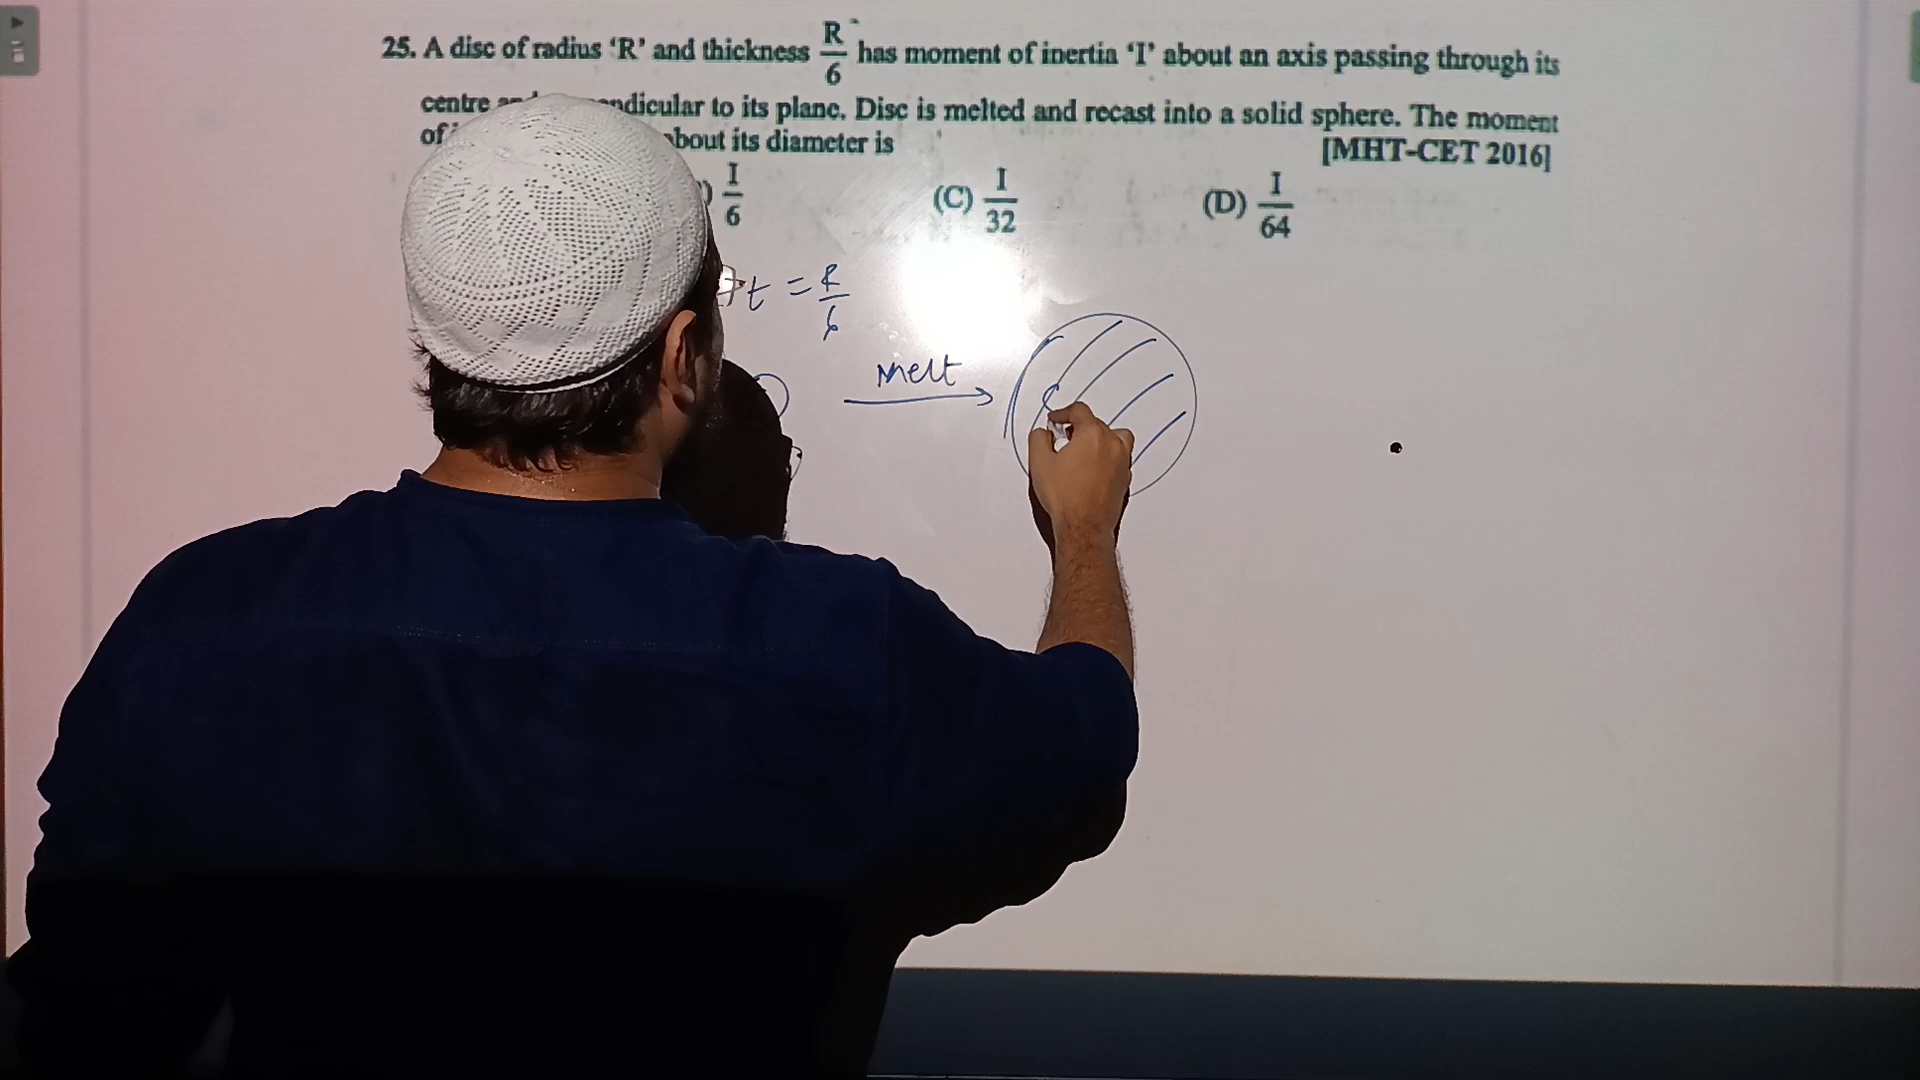 25. A disc of radius ‘R’ and thickness R/6 has moment of inertia ‘I’ about an axis passing through its
centre ndicular to its plane. Disc is melted and recast into a solid sphere. The moment
of bout its diameter is [MHT-CET 2016]
) I/6 (C) I/32 (D) I/64
t = R/6
Melt